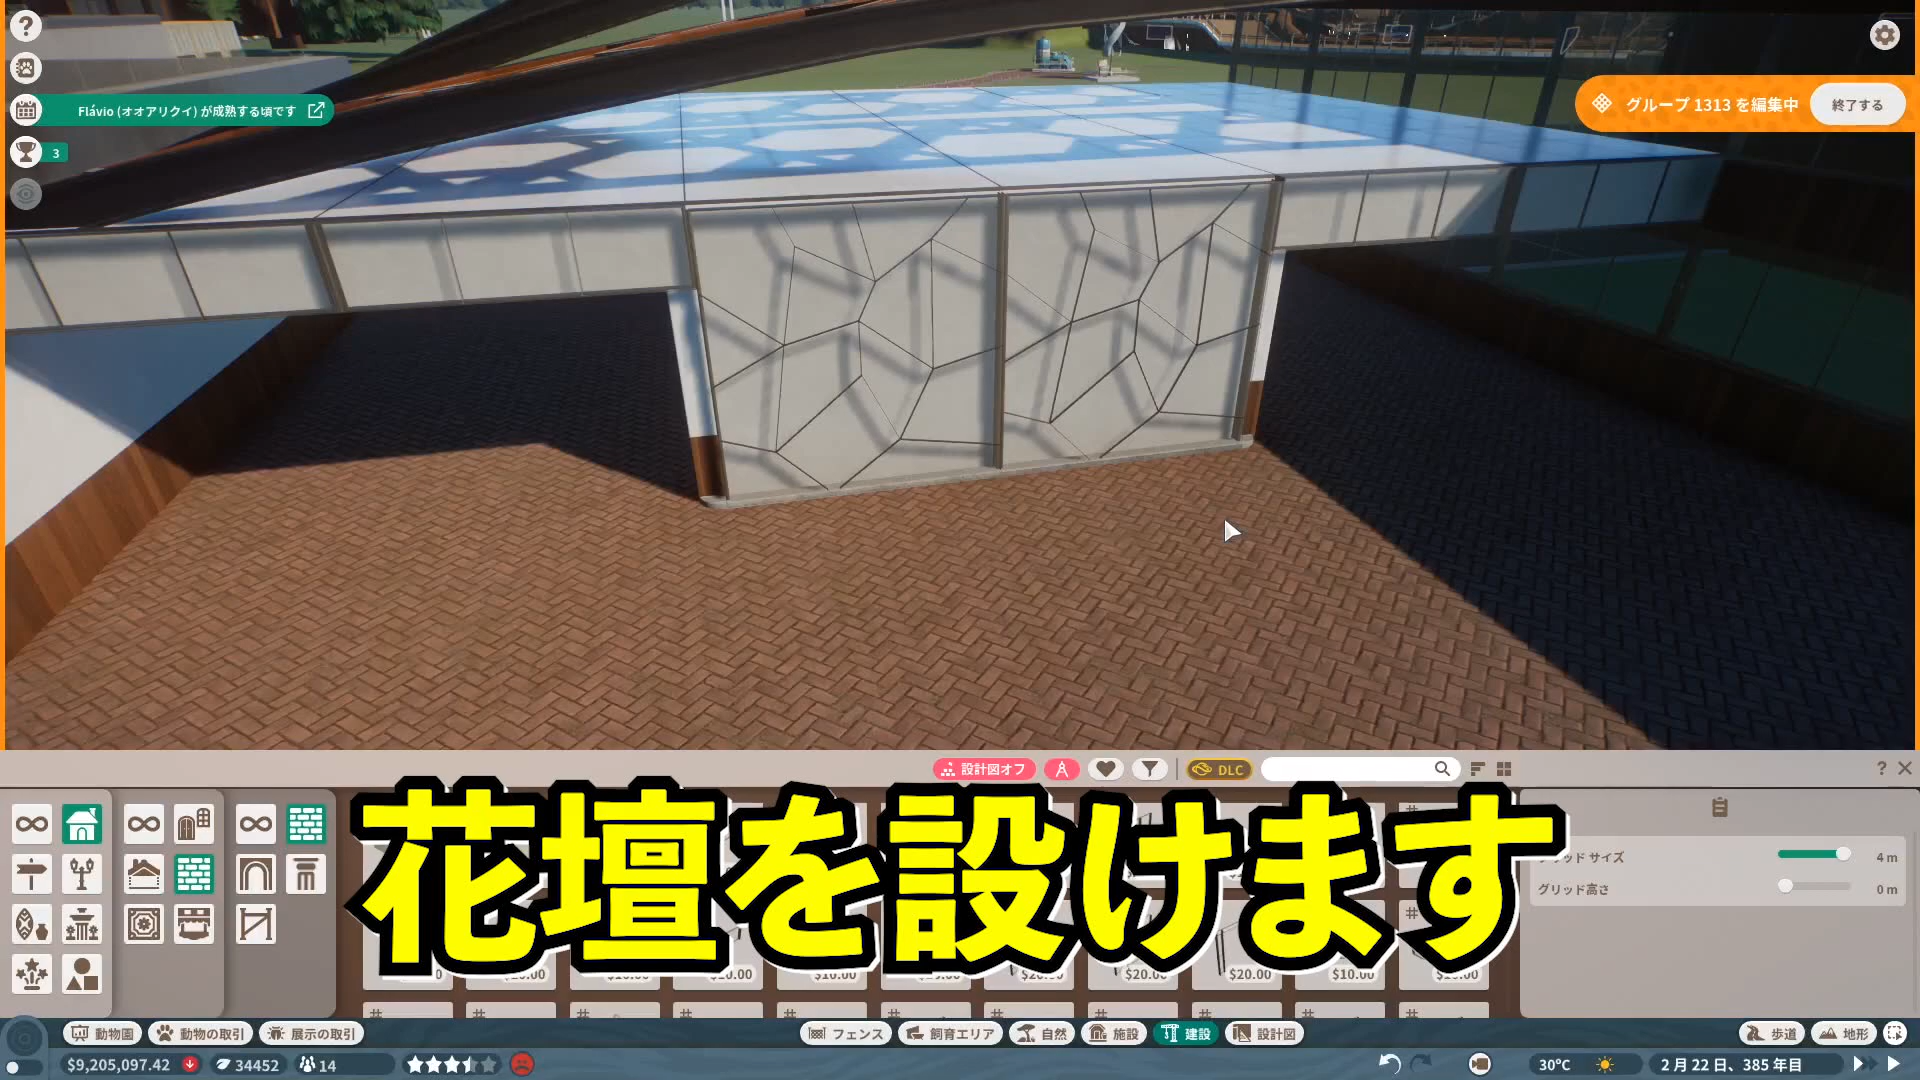 Flávio (オオアリクイ) が成熟する頃です
3
グループ 1313 を編集中
終了する
設計図オフ
DLC
花壇を設けます
グリッド高さ
4 m
0 m
$20.00
$20.00
$20.00
$10.00
$10.00
動物園
動物の取引
展示の取引
フェンス
飼育エリア
自然
施設
建設
設計図
歩道
地形
$9,205,097.42
34452
14
30°C
2 月 22 日、385 年目